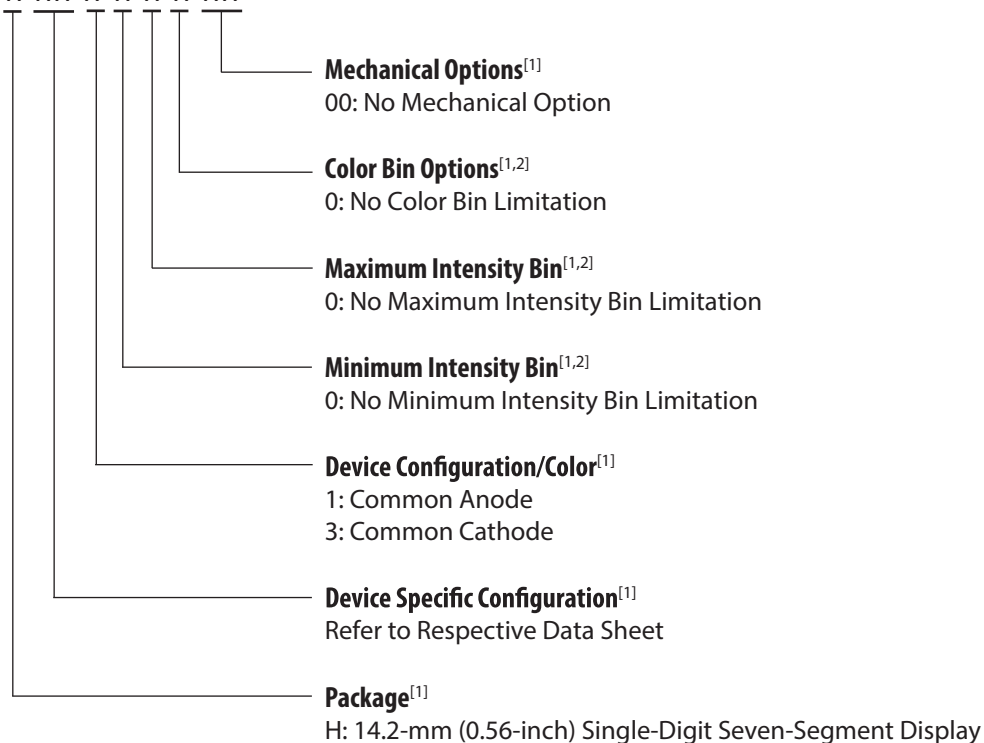 Mechanical Options[1]
00: No Mechanical Option
Color Bin Options[1,2]
0: No Color Bin Limitation
Maximum Intensity Bin[1,2]
0: No Maximum Intensity Bin Limitation
Minimum Intensity Bin[1,2]
0: No Minimum Intensity Bin Limitation
Device Configuration/Color[1]
1: Common Anode
3: Common Cathode
Device Specific Configuration[1]
Refer to Respective Data Sheet
Package[1]
H: 14.2-mm (0.56-inch) Single-Digit Seven-Segment Display